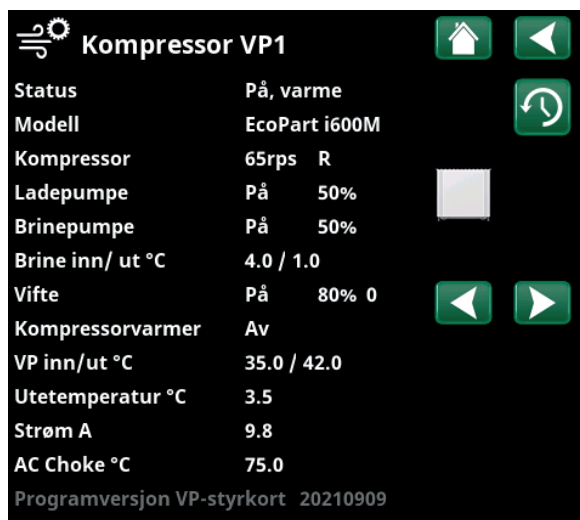 Kompressor VP1
Status På, varme
Modell EcoPart i600M
Kompressor 65rps R
Ladepumpe På 50%
Brinepumpe På 50%
Brine inn/ ut °C 4.0 / 1.0
Vifte På 80% 0
Kompressorvarmer Av
VP inn/ut °C 35.0 / 42.0
Utetemperatur °C 3.5
Strøm A 9.8
AC Choke °C 75.0
Programversjon VP-styrkort 20210909